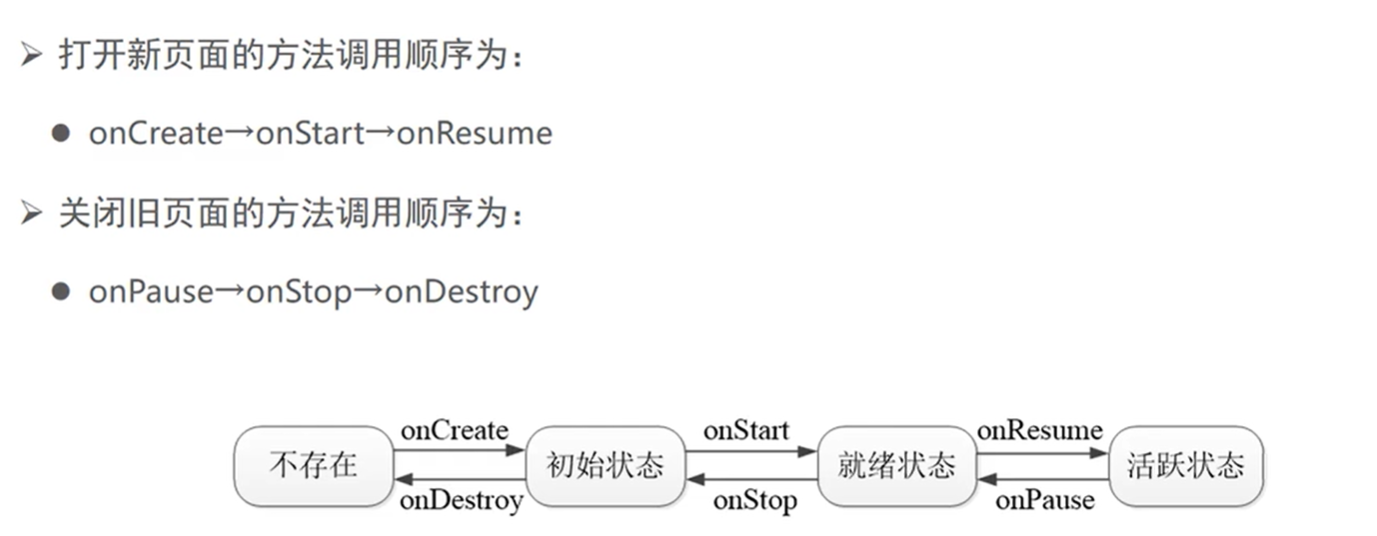 ➢ 打开新页面的方法调用顺序为：
● onCreate→onStart→onResume
➢ 关闭旧页面的方法调用顺序为：
● onPause→onStop→onDestroy
onCreate onStart onResume
不存在 初始状态 就绪状态 活跃状态
onDestroy onStop onPause